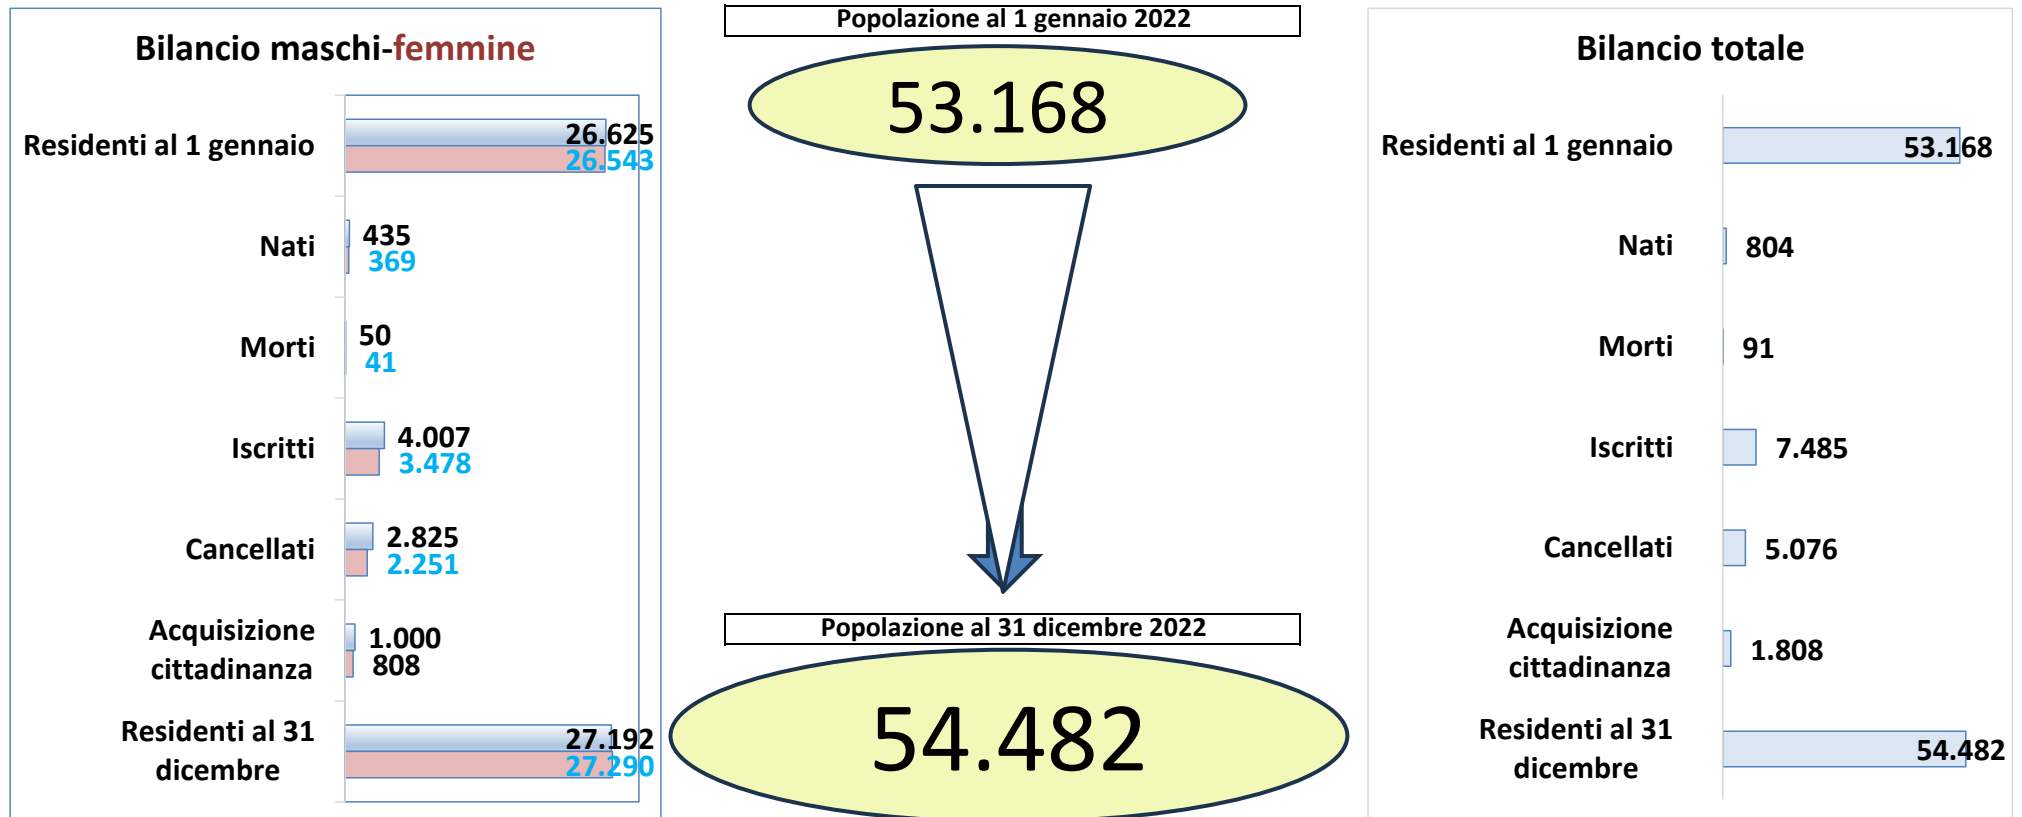 Bilancio maschi-femmine
Residenti al 1 gennaio
26.625
26.543
Nati
435
369
Morti
50
41
Iscritti
4.007
3.478
Cancellati
2.825
2.251
Acquisizione
cittadinanza
1.000
808
Residenti al 31
dicembre
27.192
27.290
Popolazione al 1 gennaio 2022
53.168
Popolazione al 31 dicembre 2022
54.482
Bilancio totale
Residenti al 1 gennaio
53.168
Nati
804
Morti
91
Iscritti
7.485
Cancellati
5.076
Acquisizione
cittadinanza
1.808
Residenti al 31
dicembre
54.482